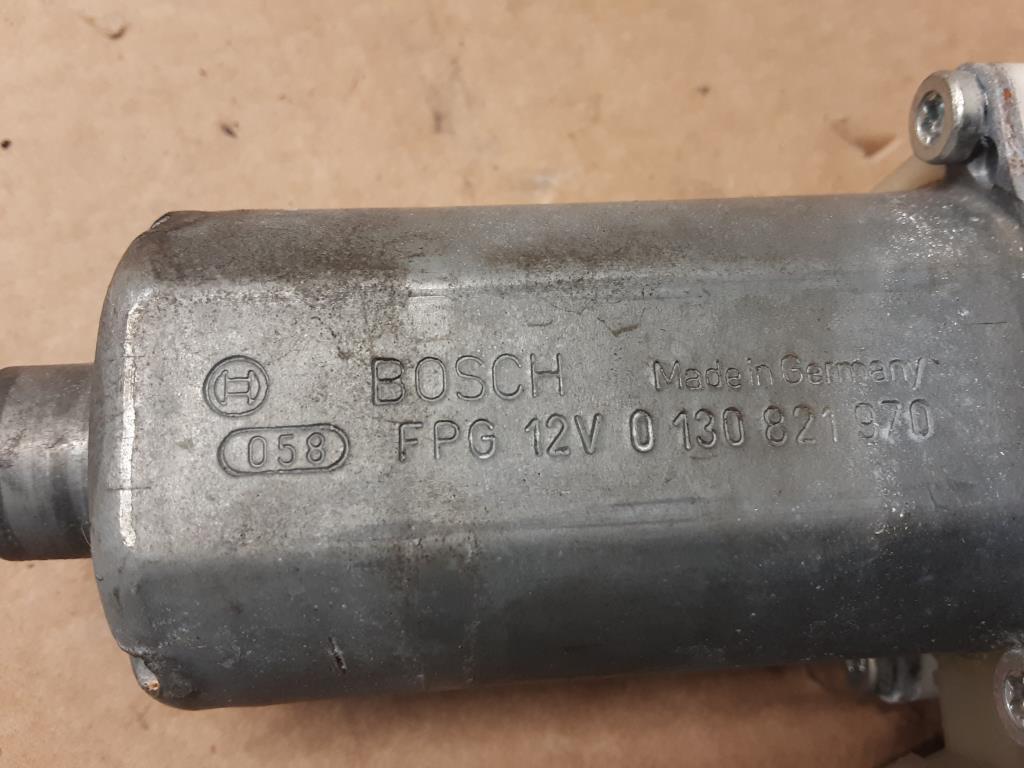 BOSCH Made in Germany
058 FPG 12V 0 130 821 970